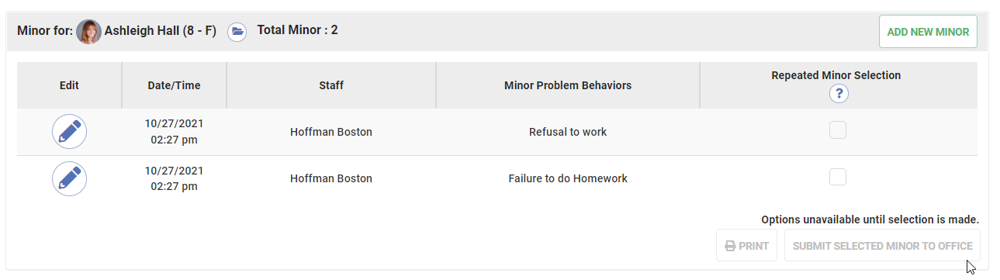 Minor for: Ashleigh Hall (8 - F) Total Minor : 2
ADD NEW MINOR
Edit Date/Time Staff Minor Problem Behaviors Repeated Minor Selection
?
10/27/2021
02:27 pm
Hoffman Boston Refusal to work
10/27/2021
02:27 pm
Hoffman Boston Failure to do Homework
Options unavailable until selection is made.
PRINT SUBMIT SELECTED MINOR TO OFFICE